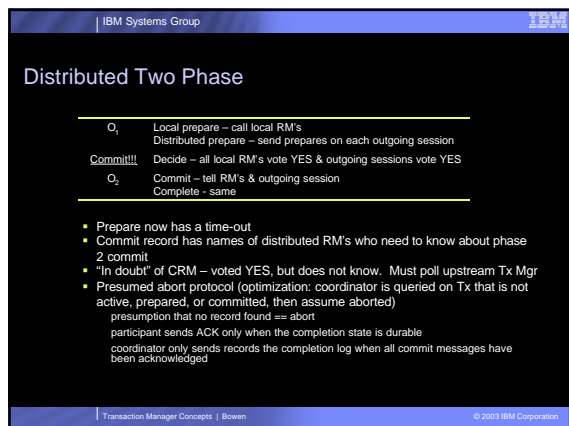 IBM Systems Group
IBM
Distributed Two Phase
O1 Local prepare – call local RM's
Distributed prepare – send prepares on each outgoing session
Commit!!! Decide – all local RM's vote YES & outgoing sessions vote YES
O2 Commit – tell RM's & outgoing session
Complete - same
▪ Prepare now has a time-out
▪ Commit record has names of distributed RM's who need to know about phase
2 commit
▪ "In doubt" of CRM – voted YES, but does not know. Must poll upstream Tx Mgr
▪ Presumed abort protocol (optimization: coordinator is queried on Tx that is not
active, prepared, or committed, then assume aborted)
presumption that no record found == abort
participant sends ACK only when the completion state is durable
coordinator only sends records the completion log when all commit messages have
been acknowledged
Transaction Manager Concepts | Bowen
© 2003 IBM Corporation